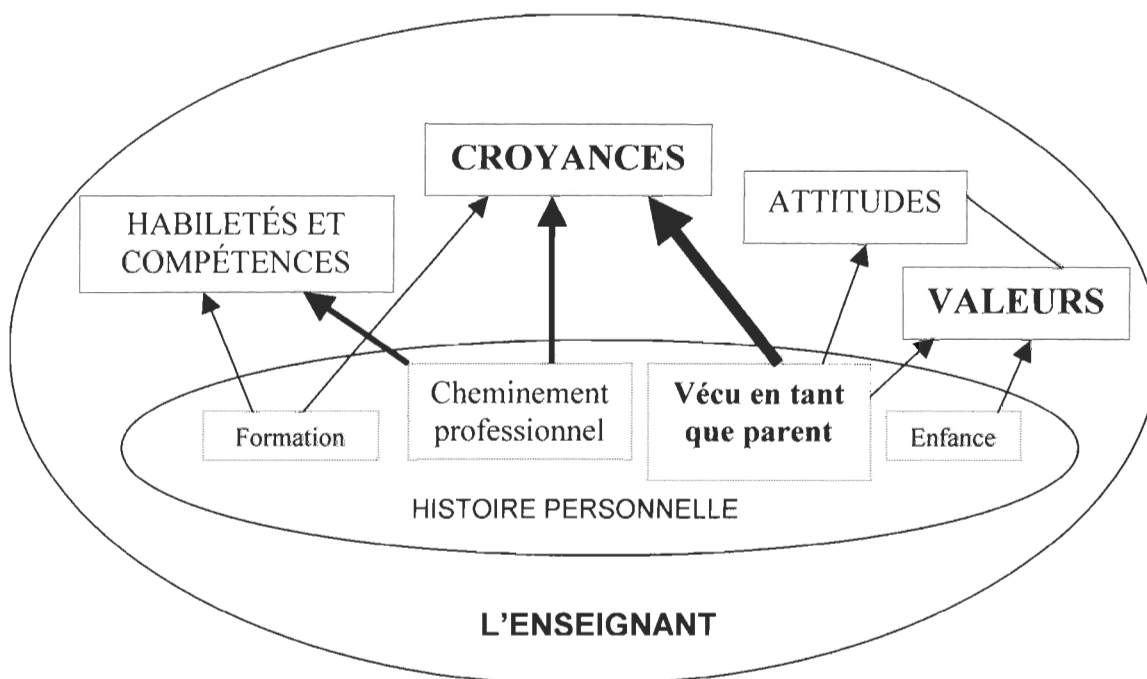 CROYANCES
ATTITUDES
HABILETÉS ET
COMPÉTENCES
VALEURS
Formation
Cheminement
professionnel
Vécu en tant
que parent
Enfance
HISTOIRE PERSONNELLE
L'ENSEIGNANT